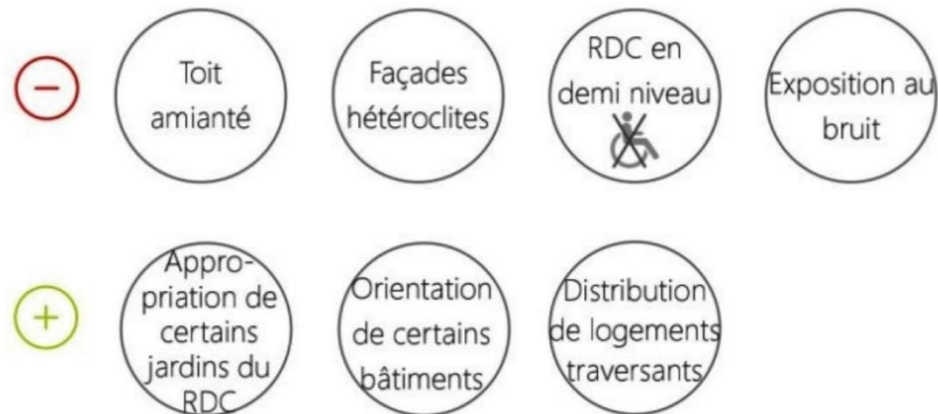 −
Toit
amianté
Façades
hétéroclites
RDC en
demi niveau
Exposition au
bruit
+
Appro-
priation de
certains
jardins du
RDC
Orientation
de certains
bâtiments
Distribution
de logements
traversants